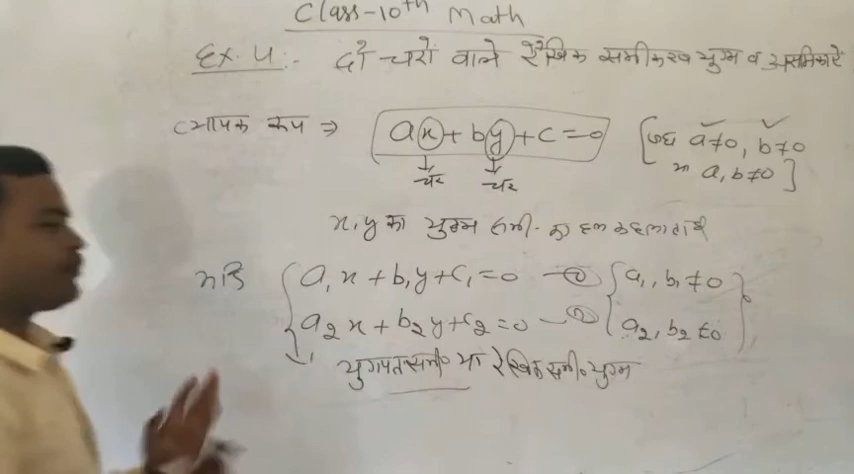 Class-10th Math
Ex. 4:- दो चरों वाले रैखिक समीकरण युग्म व असमिकाएँ
व्यापक रूप ⇒ ax+by+c=0 [जहाँ a≠0, b≠0
चर चर या a, b≠0]
x, y का युग्म समी. का हल कहलाता है
यदि { a₁x+b₁y+c₁=0 —① { a₁, b₁≠0 }
a₂x+b₂y+c₂=0 —② a₂, b₂≠0
युगपत समी० या रैखिक समी० युग्म